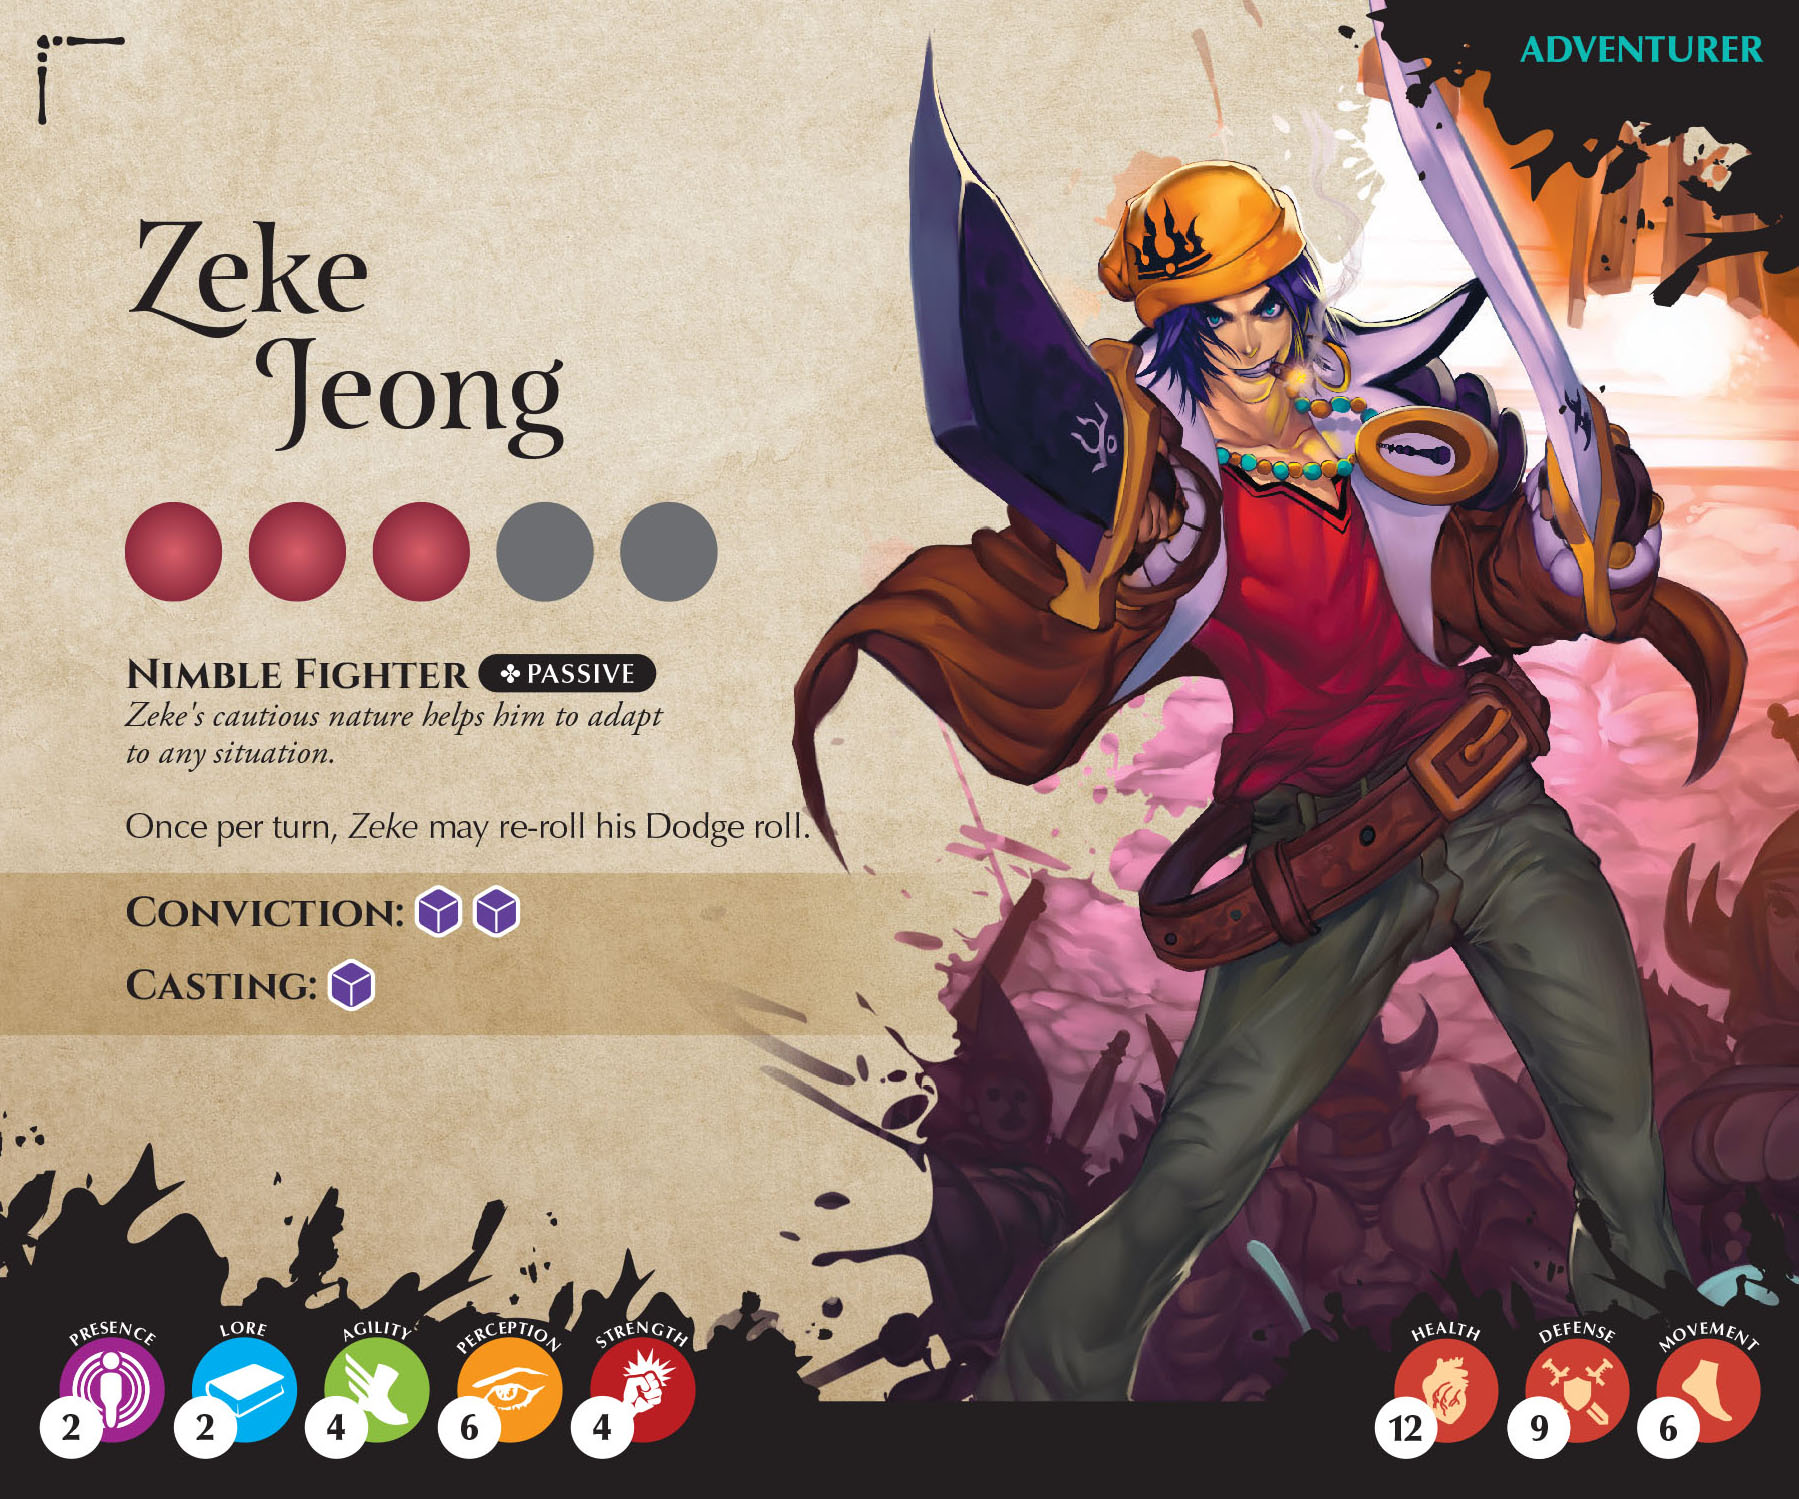 ADVENTURER
Zeke
Jeong
Nimble Fighter PASSIVE
Zeke's cautious nature helps him to adapt
to any situation.
Once per turn, Zeke may re-roll his Dodge roll.
Conviction:
Casting:
PRESENCE
2
LORE
2
AGILITY
4
PERCEPTION
6
STRENGTH
4
HEALTH
12
DEFENSE
9
MOVEMENT
6